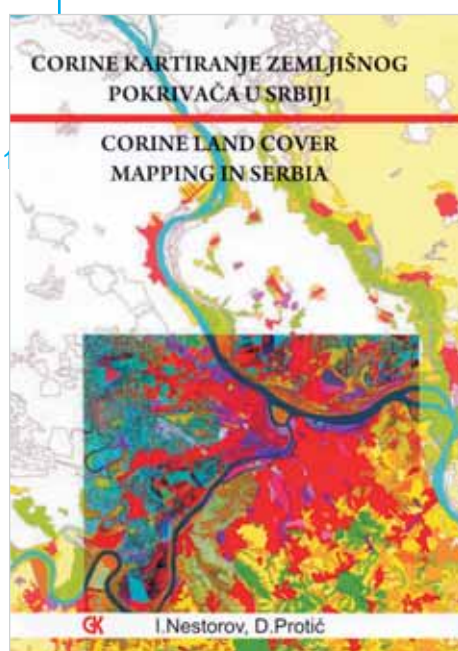 CORINE KARTIRANJE ZEMLJIŠNOG
POKRIVAČA U SRBIJI
CORINE LAND COVER
MAPPING IN SERBIA
GK I.Nestorov, D.Protić